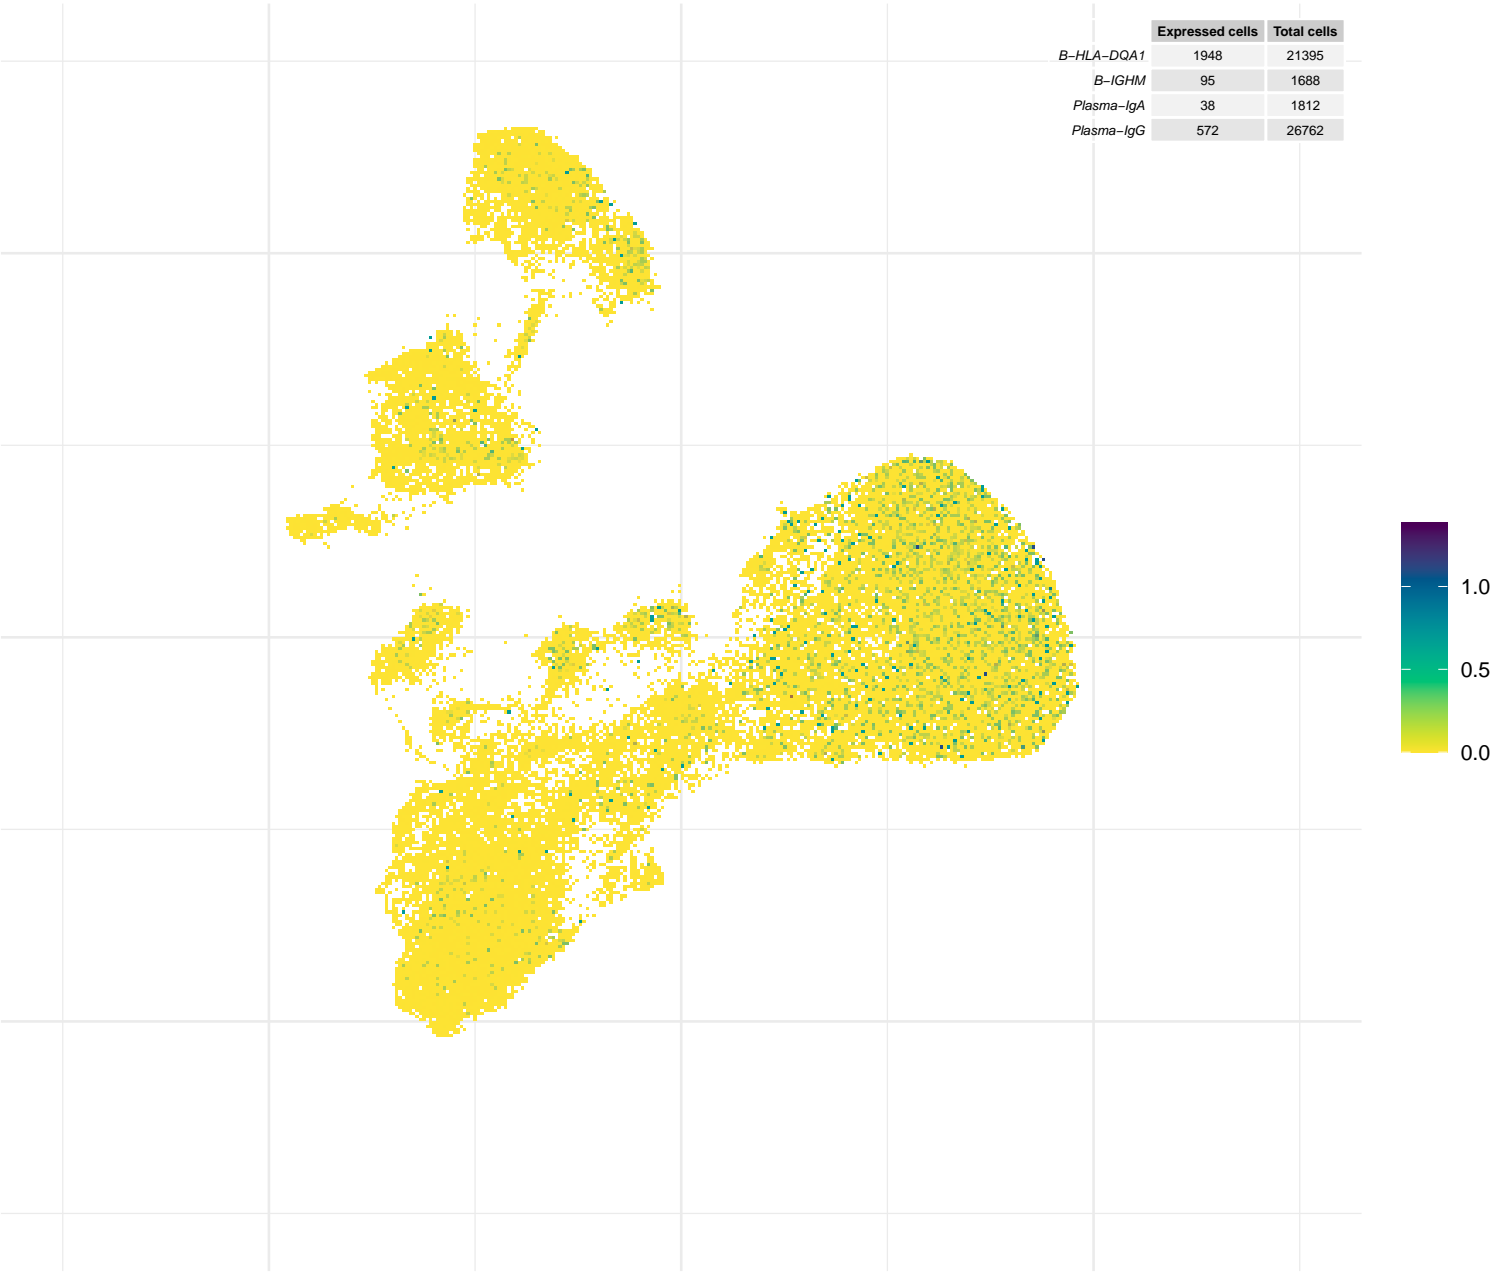 Expressed cells Total cells
B−HLA−DQA1 1948 21395
B−IGHM 95 1688
Plasma−IgA 38 1812
Plasma−IgG 572 26762
1.0
0.5
0.0